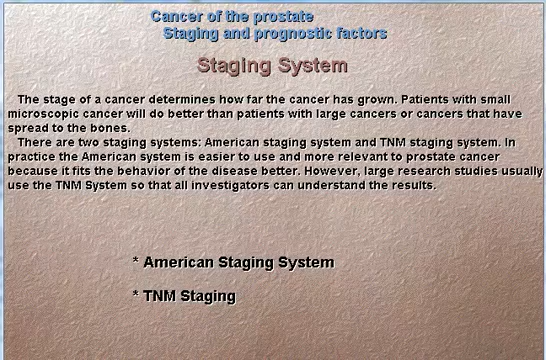 Cancer of the prostate
Staging and prognostic factors
Staging System
The stage of a cancer determines how far the cancer has grown. Patients with small
microscopic cancer will do better than patients with large cancers or cancers that have
spread to the bones.
There are two staging systems: American staging system and TNM staging system. In
practice the American system is easier to use and more relevant to prostate cancer
because it fits the behavior of the disease better. However, large research studies usually
use the TNM System so that all investigators can understand the results.
* American Staging System
* TNM Staging